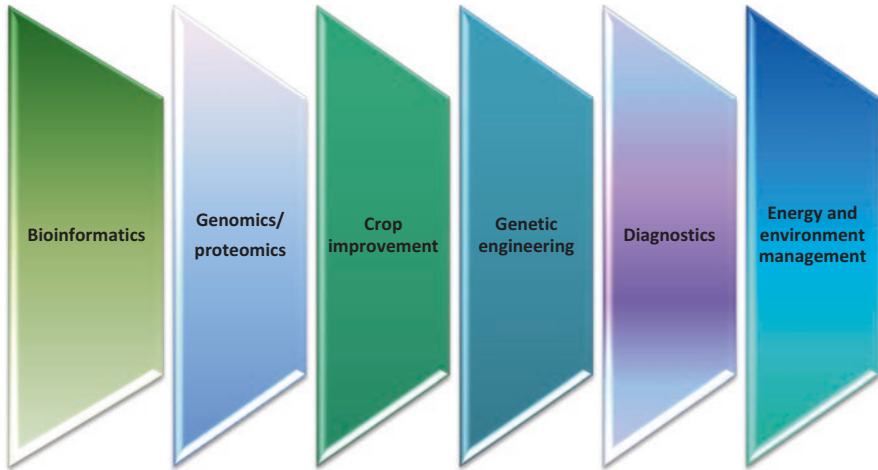 Bioinformatics
Genomics/
proteomics
Crop
improvement
Genetic
engineering
Diagnostics
Energy and
environment
management